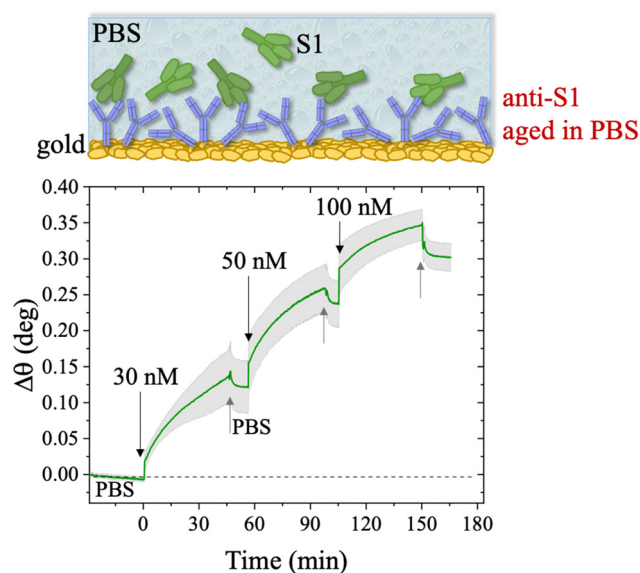 PBS
S1
anti-S1
aged in PBS
gold
0.40
0.35
0.30
0.25
0.20
0.15
0.10
0.05
0.00
Δθ (deg)
100 nM
50 nM
30 nM
PBS
PBS
0
30
60
90
120
150
180
Time (min)